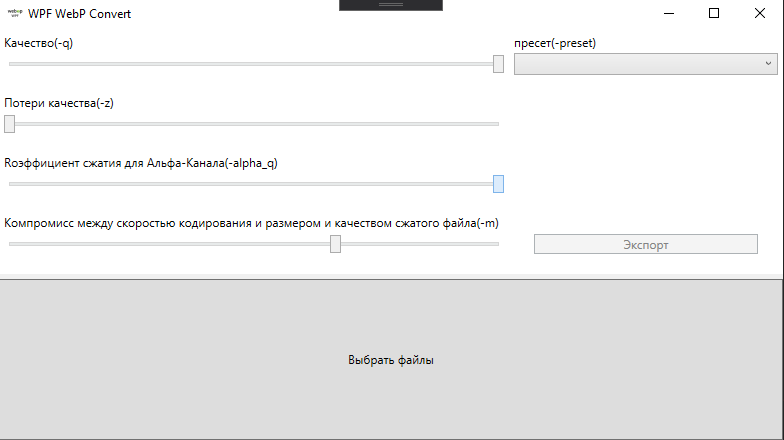 WPF WebP Convert
Качество(-q)
пресет(-preset)
Потери качества(-z)
Rоэффициент сжатия для Альфа-Канала(-alpha_q)
Компромисс между скоростью кодирования и размером и качеством сжатого файла(-m)
Экспорт
Выбрать файлы